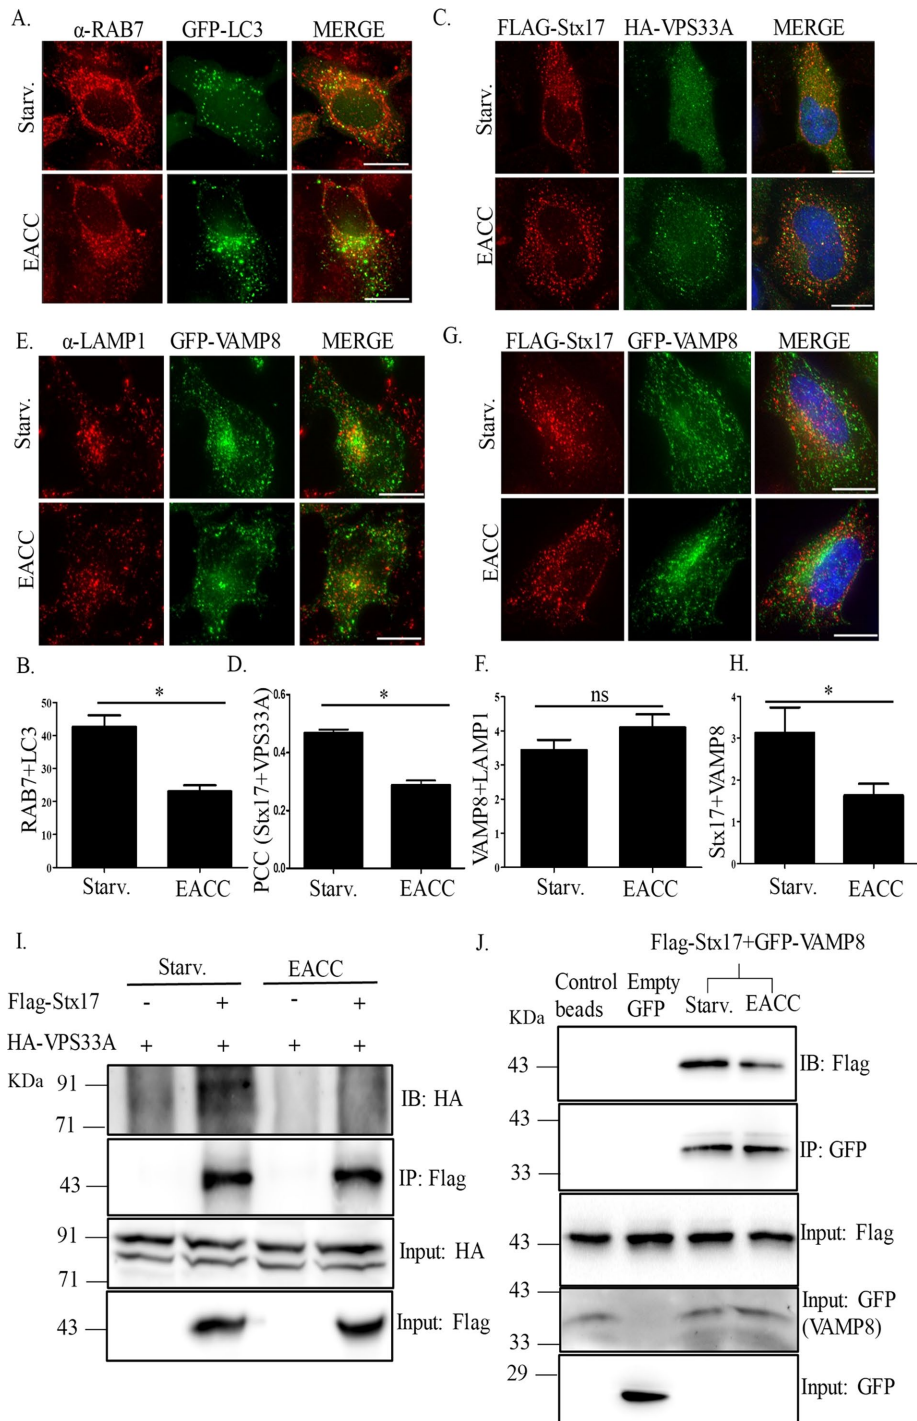 A.
α-RAB7 GFP-LC3 MERGE
Starv.
EACC
C.
FLAG-Stx17 HA-VPS33A MERGE
Starv.
EACC
E.
α-LAMP1 GFP-VAMP8 MERGE
Starv.
EACC
G.
FLAG-Stx17 GFP-VAMP8 MERGE
Starv.
EACC
B.
*
RAB7+LC3
50
40
30
20
10
0
Starv. EACC
D.
*
PCC (Stx17+VPS33A)
0.6
0.4
0.2
0.0
Starv. EACC
F.
ns
VAMP8+LAMP1
5
4
3
2
1
0
Starv. EACC
H.
*
Stx17+VAMP8
4
3
2
1
0
Starv. EACC
I.
Starv. EACC
Flag-Stx17 - + - +
HA-VPS33A + + + +
KDa
91
71
IB: HA
43
IP: Flag
91
71
Input: HA
43
Input: Flag
J.
Flag-Stx17+GFP-VAMP8
Control beads
Empty GFP
Starv. EACC
KDa
43
IB: Flag
43
33
IP: GFP
43
Input: Flag
43
33
Input: GFP
(VAMP8)
29
Input: GFP